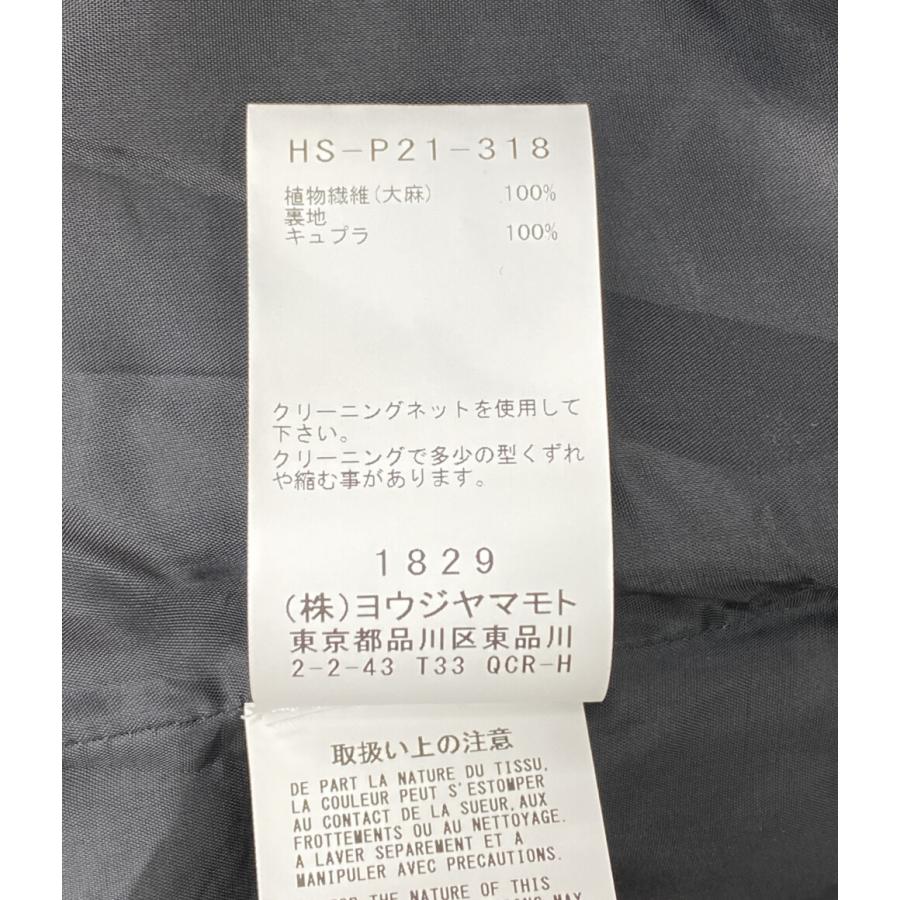 HS-P21-318
植物繊維(大麻) 100%
裏地
キュプラ 100%
クリーニングネットを使用して
下さい。
クリーニングで多少の型くずれ
や縮む事があります。
1829
(株)ヨウジヤマモト
東京都品川区東品川
2-2-43 T33 QCR-H
取扱い上の注意
DE PART LA NATURE DU TISSU,
LA COULEUR PEUT S'ESTOMPER
AU CONTACT DE LA SUEUR,AUX
FROTTEMENTS OU AU NETTOYAGE.
A LAVER SEPAREMENT ET A
MANIPULER AVEC PRECAUTIONS.
THE NATURE OF THIS
MAY